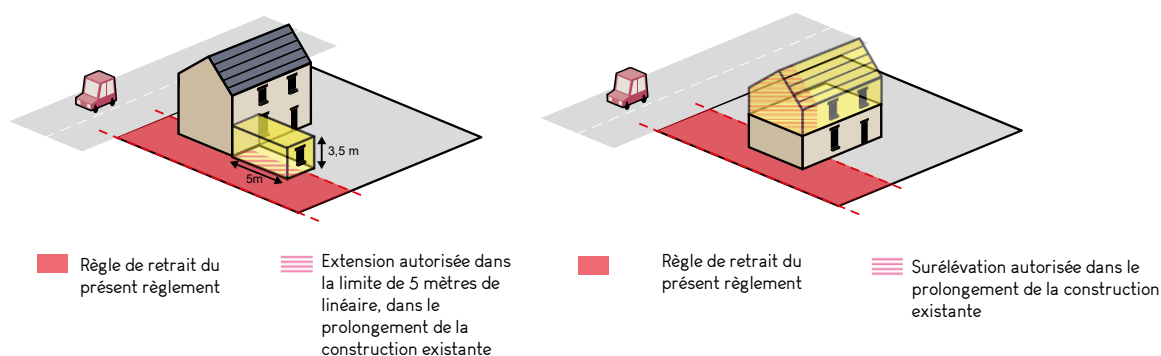 3,5 m
5m
Règle de retrait du
présent règlement
Extension autorisée dans
la limite de 5 mètres de
linéaire, dans le
prolongement de la
construction existante
Règle de retrait du
présent règlement
Surélévation autorisée dans le
prolongement de la construction
existante